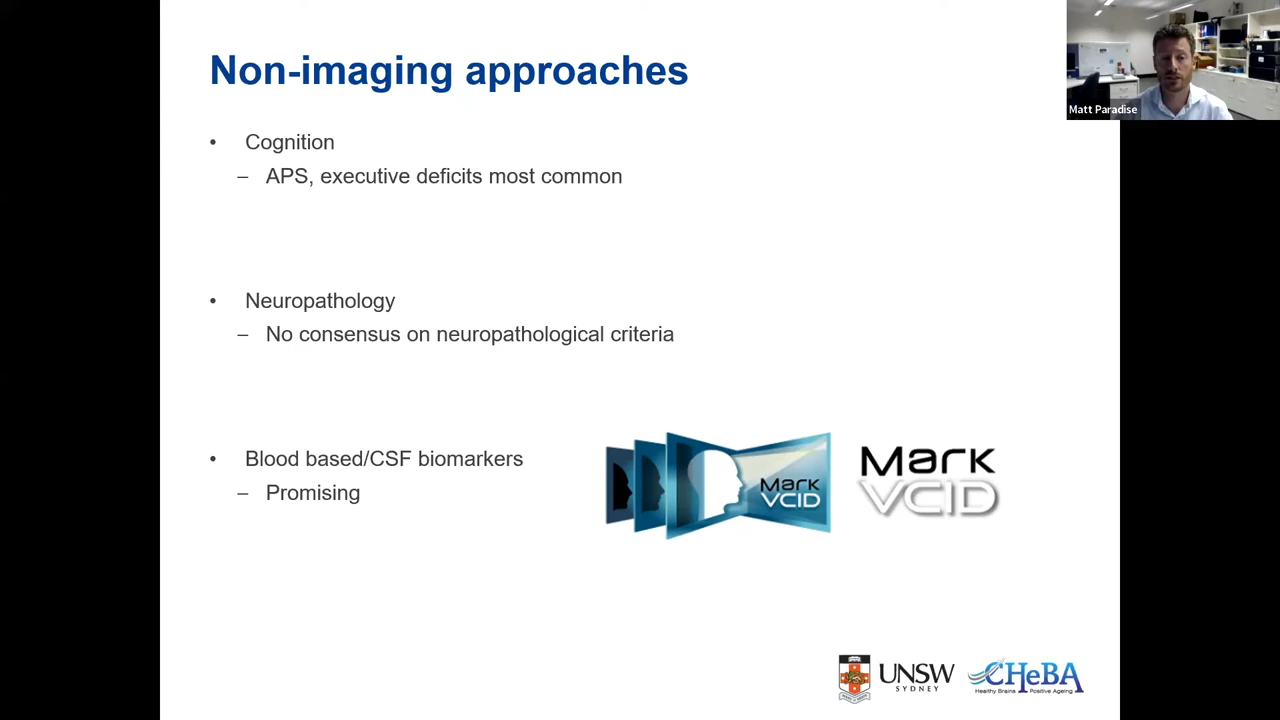 Non-imaging approaches
Matt Paradise
• Cognition
– APS, executive deficits most common
• Neuropathology
– No consensus on neuropathological criteria
• Blood based/CSF biomarkers
– Promising
Mark
VCID
Mark
VCID
UNSW
SYDNEY
CHeBA
Healthy Brains Positive Ageing